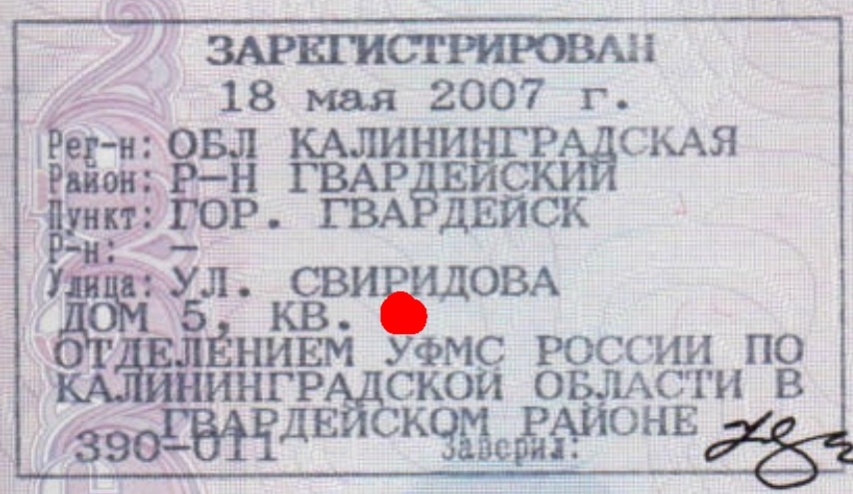 ЗАРЕГИСТРИРОВАН
18 мая 2007 г.
Рег-н: ОБЛ КАЛИНИНГРАДСКАЯ
Район: Р-Н ГВАРДЕЙСКИЙ
Пункт: ГОР. ГВАРДЕЙСК
Р-н: –
Улица: УЛ. СВИРИДОВА
ДОМ 5, КВ.
ОТДЕЛЕНИЕМ УФМС РОССИИ ПО
КАЛИНИНГРАДСКОЙ ОБЛАСТИ В
ГВАРДЕЙСКОМ РАЙОНЕ
390-011 Заверил: